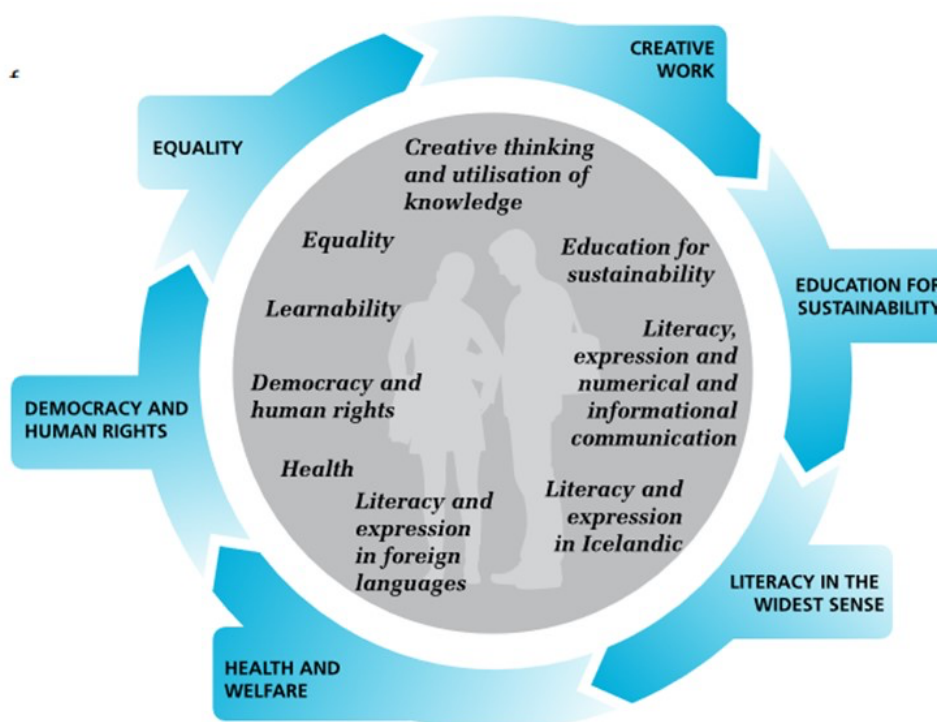 CREATIVE
WORK
EQUALITY
EDUCATION FOR
SUSTAINABILITY
DEMOCRACY AND
HUMAN RIGHTS
LITERACY IN THE
WIDEST SENSE
HEALTH AND
WELFARE
Creative thinking
and utilisation of
knowledge
Equality
Education for
sustainability
Learnability
Literacy,
expression and
numerical and
informational
communication
Democracy and
human rights
Health
Literacy and
expression
in foreign
languages
Literacy and
expression
in Icelandic